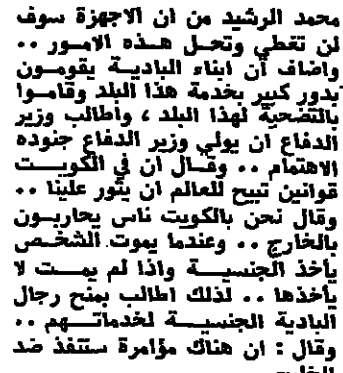 محمد الرشيد من ان الاجهزة سوف
لن تغطي وتحل هذه الامور ..
واضاف أن ابناء البادية يقومون
بدور كبير بخدمة هذا البلد وقاموا
بالتضحية لهذا البلد ، واطالب وزير
الدفاع ان يولي وزير الدفاع جنوده
الاهتمام .. وقال ان في الكويت
قوانين تبيح للعالم ان يثور علينا ..
وقال نحن بالكويت ناس يحاربون
بالخارج .. وعندما يموت الشخص
يأخذ الجنسية واذا لم يمت لا
يأخذها .. لذلك اطالب بمنح رجال
البادية الجنسية لخدماتهم ..
وقال : ان هناك مؤامرة ستنفذ ضد